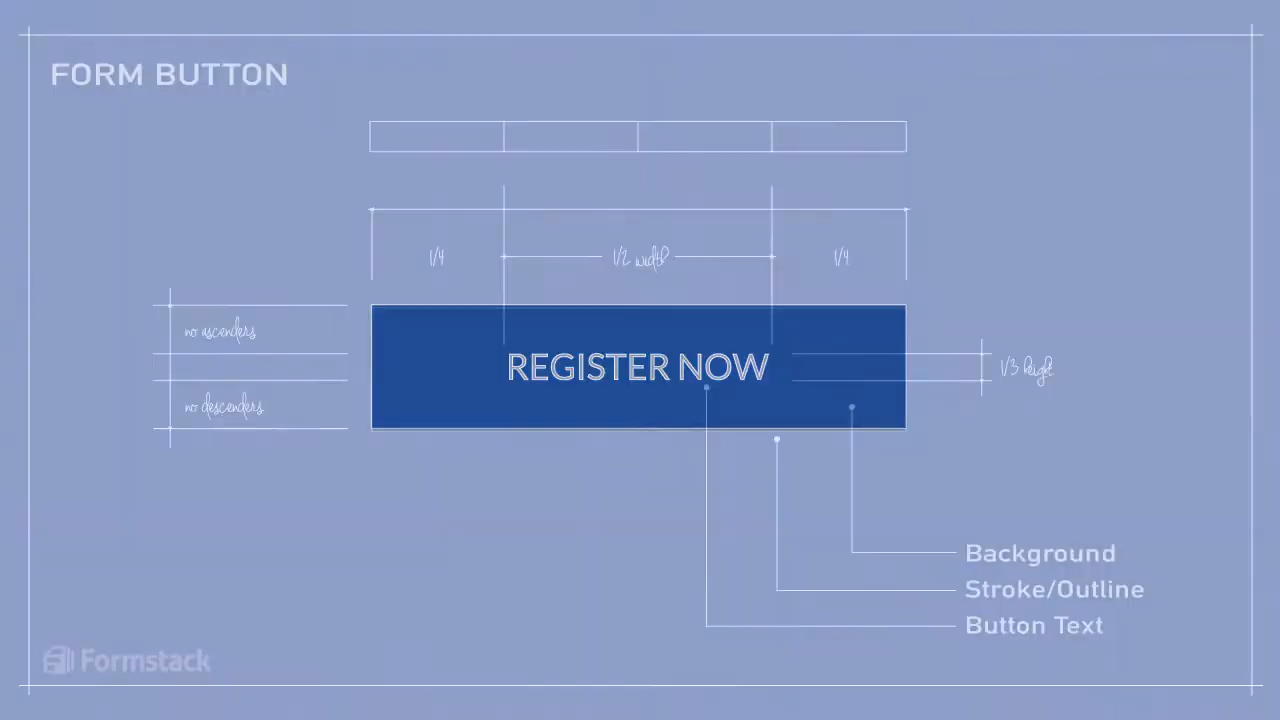 FORM BUTTON
1/4
1/2 width
1/4
no ascenders
REGISTER NOW
1/3 height
no descenders
Background
Stroke/Outline
Button Text
Formstack